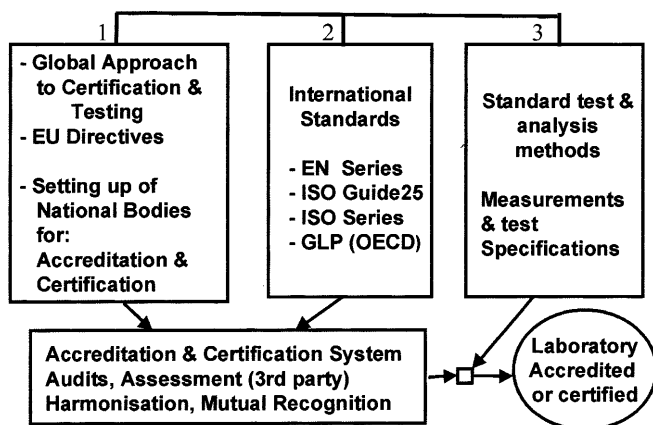 1
- Global Approach
to Certification &
Testing
- EU Directives
- Setting up of
National Bodies
for:
Accreditation &
Certification
2
International
Standards
- EN Series
- ISO Guide25
- ISO Series
- GLP (OECD)
3
Standard test &
analysis
methods
Measurements
& test
Specifications
Accreditation & Certification System
Audits, Assessment (3rd party)
Harmonisation, Mutual Recognition
Laboratory
Accredited
or certified